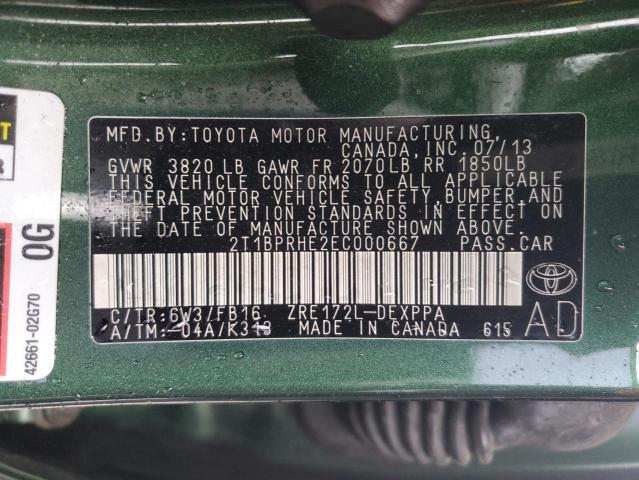 MFD.BY:TOYOTA MOTOR MANUFACTURING,
CANADA,INC.07/13
GVWR 3820 LB GAWR FR 2070LB RR 1850LB
THIS VEHICLE CONFORMS TO ALL APPLICABLE
FEDERAL MOTOR VEHICLE SAFETY,BUMPER,AND
THEFT PREVENTION STANDARDS IN EFFECT ON
THE DATE OF MANUFACTURE SHOWN ABOVE.
2T1BPRHE2EC000667 PASS.CAR
C/TR:6W3/FB16 ZRE172L-DEXPPA
A/TM:-04A/K313 MADE IN CANADA 615
AD
T
R
0G
42661-02G70